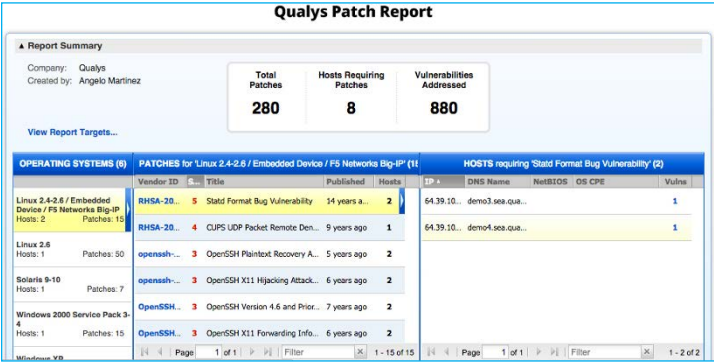 Qualys Patch Report
▲ Report Summary
Company: Qualys
Created by: Angelo Martinez
Total Patches
280
Hosts Requiring Patches
8
Vulnerabilities Addressed
880
View Report Targets...
OPERATING SYSTEMS (6)
Linux 2.4-2.6 / Embedded
Device / F5 Networks Big-IP
Hosts: 2 Patches: 15
Linux 2.6
Hosts: 1 Patches: 50
Solaris 9-10
Hosts: 1 Patches: 7
Windows 2000 Service Pack 3-
4
Hosts: 1 Patches: 15
Windows XP
PATCHES for 'Linux 2.4-2.6 / Embedded Device / F5 Networks Big-IP' (15
Vendor ID S... Title Published Hosts
RHSA-20... 5 Statd Format Bug Vulnerability 14 years a... 2
RHSA-20... 4 CUPS UDP Packet Remote Den... 9 years ago 1
openssh-... 3 OpenSSH Plaintext Recovery A... 5 years ago 2
openssh-... 3 OpenSSH X11 Hijacking Attack... 6 years ago 2
OpenSSH... 3 OpenSSH Version 4.6 and Prior... 7 years ago 2
OpenSSH... 3 OpenSSH X11 Forwarding Info... 6 years ago 2
Page 1 of 1 Filter 1 - 15 of 15
HOSTS requiring 'Statd Format Bug Vulnerability' (2)
IP DNS Name NetBIOS OS CPE Vulns
64.39.10... demo3.sea.qua... 1
64.39.10... demo4.sea.qua... 1
Page 1 of 1 Filter 1 - 2 of 2